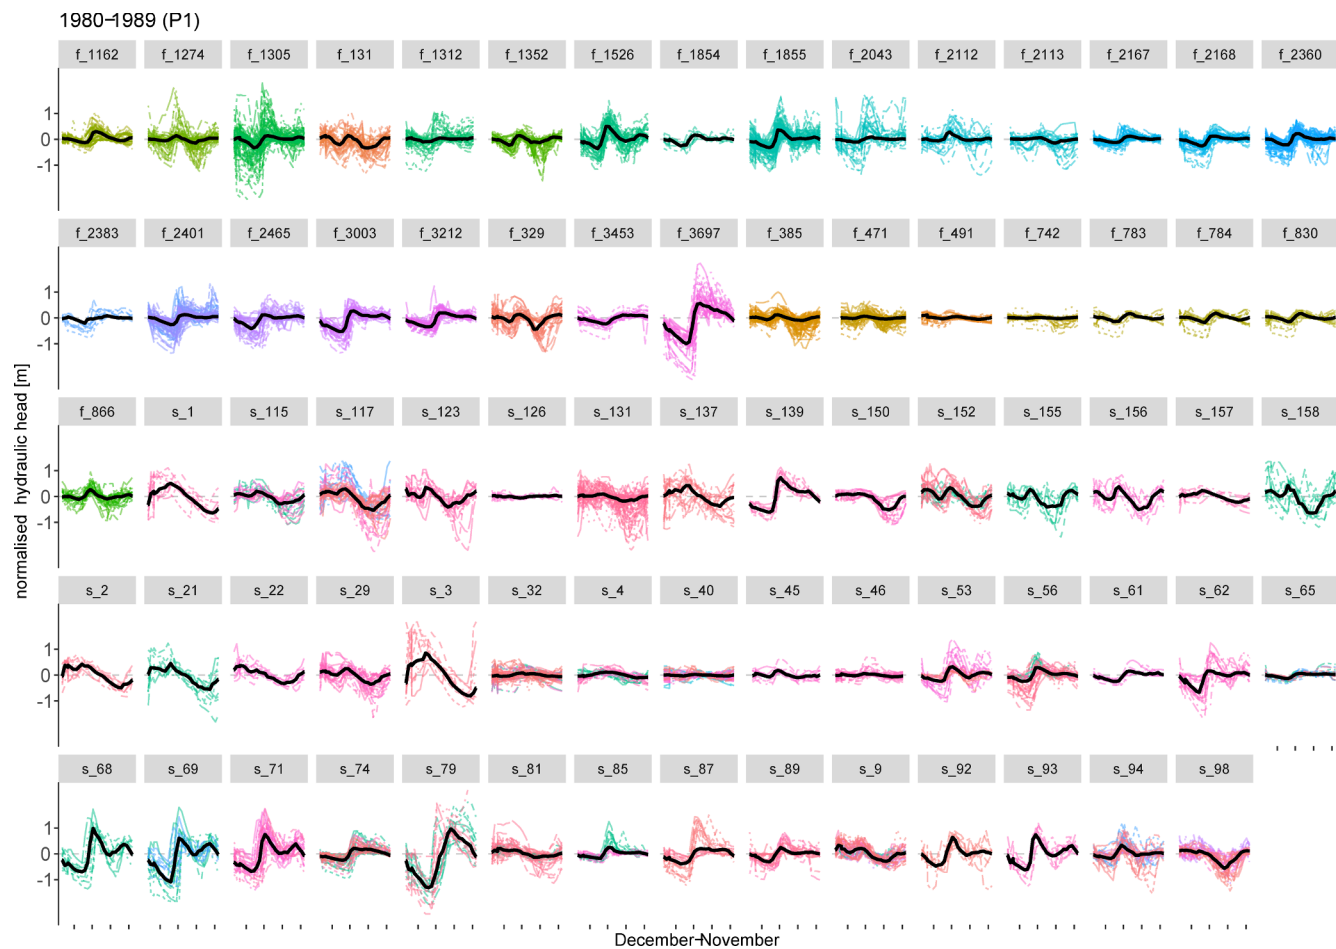 1980-1989 (P1)
f_1162 f_1274 f_1305 f_131 f_1312 f_1352 f_1526 f_1854 f_1855 f_2043 f_2112 f_2113 f_2167 f_2168 f_2360
1
0
-1
f_2383 f_2401 f_2465 f_3003 f_3212 f_329 f_3453 f_3697 f_385 f_471 f_491 f_742 f_783 f_784 f_830
1
0
-1
f_866 s_1 s_115 s_117 s_123 s_126 s_131 s_137 s_139 s_150 s_152 s_155 s_156 s_157 s_158
1
0
-1
s_2 s_21 s_22 s_29 s_3 s_32 s_4 s_40 s_45 s_46 s_53 s_56 s_61 s_62 s_65
1
0
-1
s_68 s_69 s_71 s_74 s_79 s_81 s_85 s_87 s_89 s_9 s_92 s_93 s_94 s_98
1
0
-1
normalised hydraulic head [m]
December-November